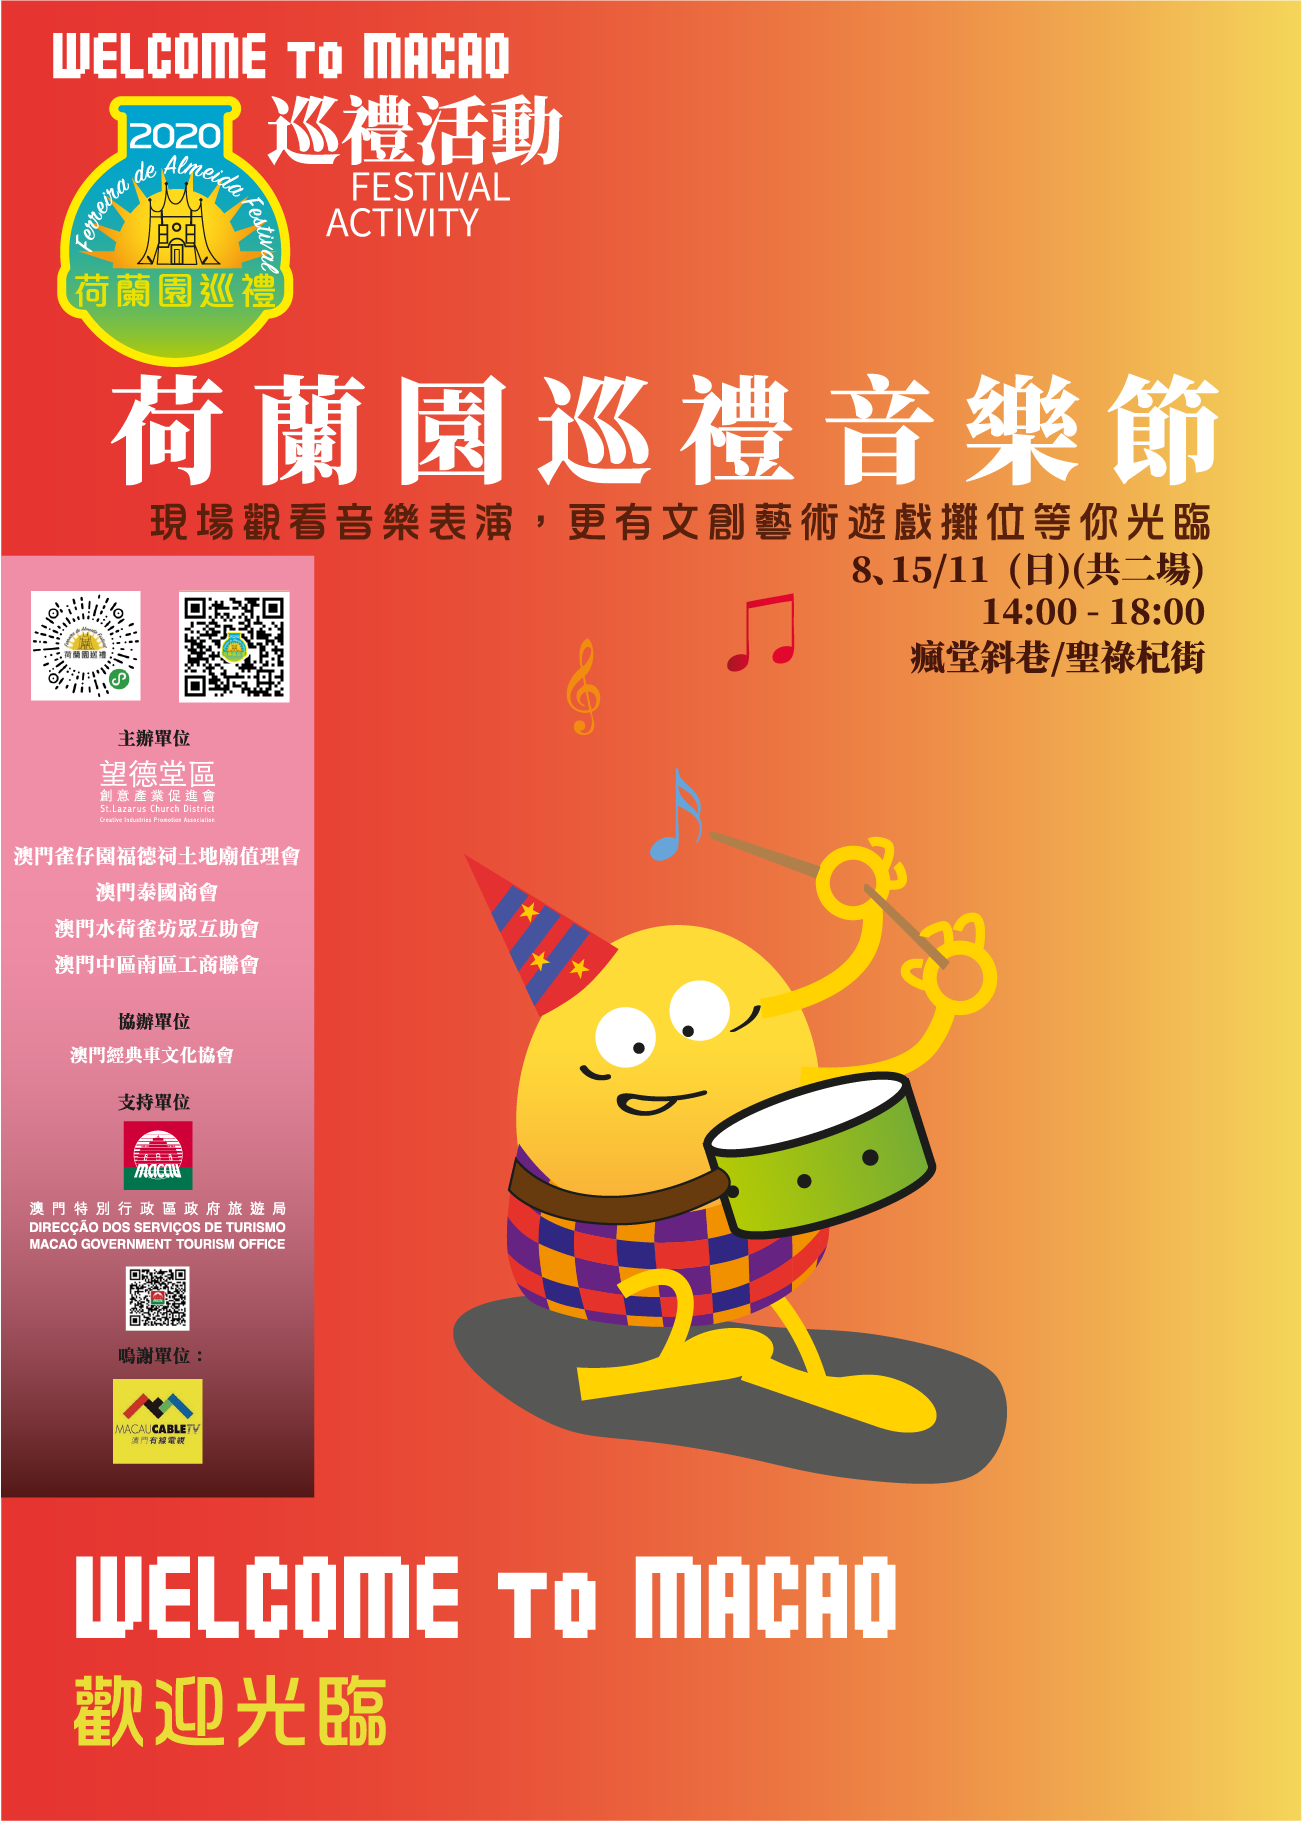 WELCOME TO MACAO
巡禮活動
FESTIVAL
ACTIVITY
2020
Ferreira de Almeida Festival
荷蘭園巡禮
荷蘭園巡禮音樂節
現場觀看音樂表演，更有文創藝術遊戲攤位等你光臨
8、15/11 (日)(共二場)
14:00 - 18:00
瘋堂斜巷/聖祿杞街
荷蘭園巡禮
主辦單位
望德堂區
創意產業促進會
St.Lazarus Church District
Creative Industries Promotion Association
澳門雀仔園福德祠土地廟值理會
澳門泰國商會
澳門水荷雀坊眾互助會
澳門中區南區工商聯會
協辦單位
澳門經典車文化協會
支持單位
macau
澳門特別行政區政府旅遊局
DIRECÇÃO DOS SERVIÇOS DE TURISMO
MACAO GOVERNMENT TOURISM OFFICE
鳴謝單位：
MACAU CABLE TV
澳門有線電視
WELCOME TO MACAO
歡迎光臨